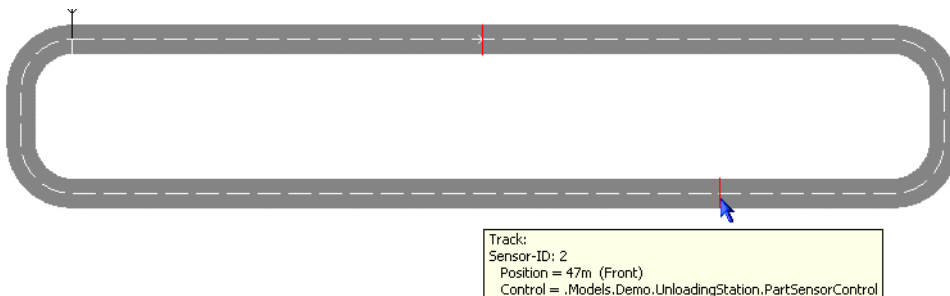 Track:
Sensor-ID: 2
Position = 47m (Front)
Control = .Models.Demo.UnloadingStation.PartSensorControl